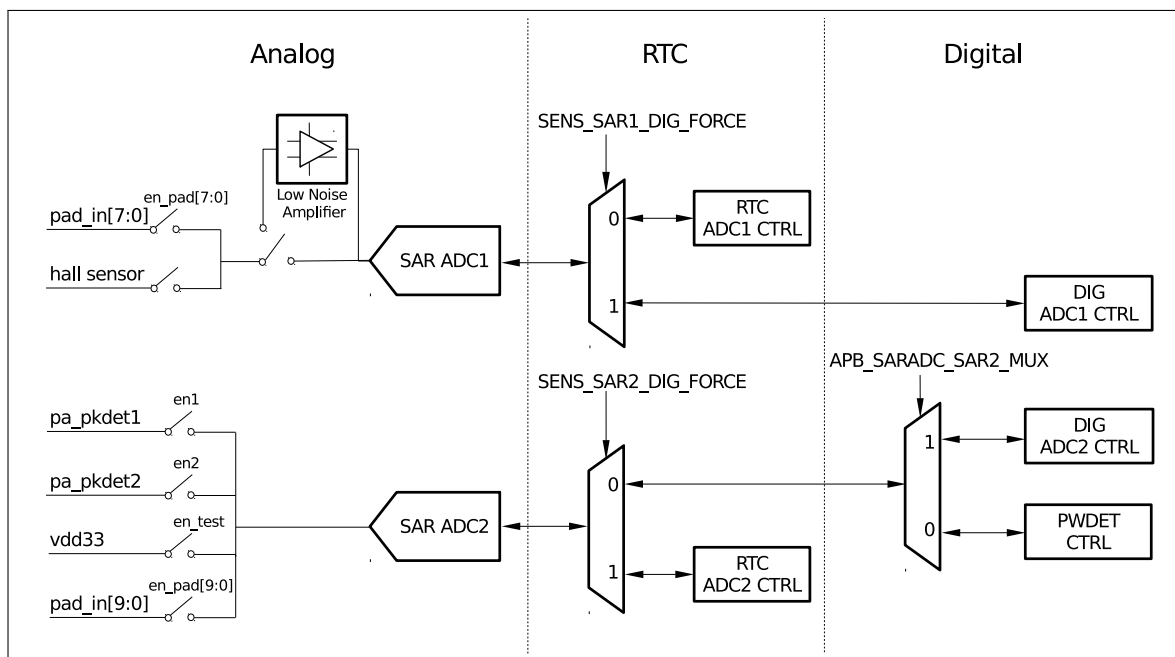 Analog
RTC
Digital
SENS_SAR1_DIG_FORCE
Low Noise
Amplifier
en_pad[7:0]
pad_in[7:0]
hall sensor
SAR ADC1
0
1
RTC
ADC1 CTRL
DIG
ADC1 CTRL
SENS_SAR2_DIG_FORCE
APB_SARADC_SAR2_MUX
en1
pa_pkdet1
en2
pa_pkdet2
en_test
vdd33
en_pad[9:0]
pad_in[9:0]
SAR ADC2
0
1
RTC
ADC2 CTRL
1
0
DIG
ADC2 CTRL
PWDET
CTRL